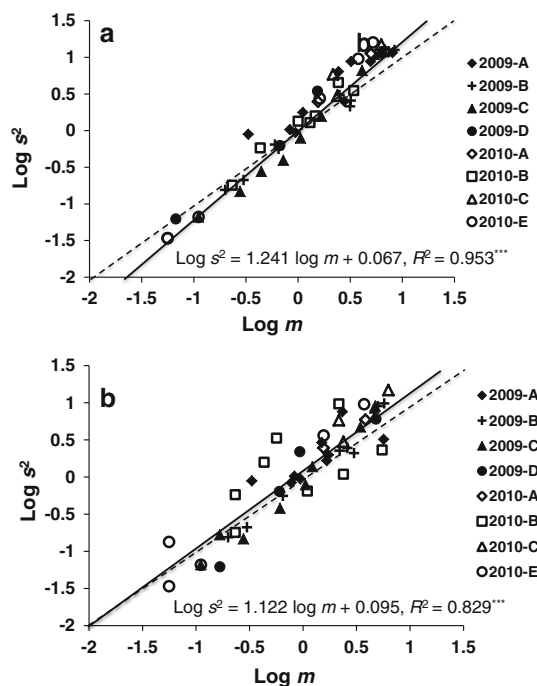 a
1.5
1
0.5
0
-0.5
-1
-1.5
-2
Log s²
-2 -1.5 -1 -0.5 0 0.5 1 1.5
Log m
Log s² = 1.241 log m + 0.067, R² = 0.953***
2009-A
2009-B
2009-C
2009-D
2010-A
2010-B
2010-C
2010-E
b
1.5
1
0.5
0
-0.5
-1
-1.5
-2
Log s²
-2 -1.5 -1 -0.5 0 0.5 1 1.5
Log m
Log s² = 1.122 log m + 0.095, R² = 0.829***
2009-A
2009-B
2009-C
2009-D
2010-A
2010-B
2010-C
2010-E